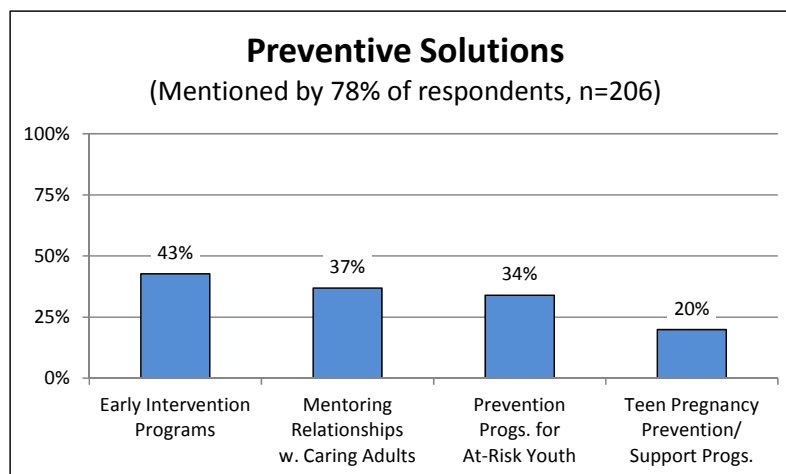 Preventive Solutions
(Mentioned by 78% of respondents, n=206)
100%
75%
50%
25%
0%
43%
37%
34%
20%
Early Intervention
Programs
Mentoring
Relationships
w. Caring Adults
Prevention
Progs. for
At-Risk Youth
Teen Pregnancy
Prevention/
Support Progs.